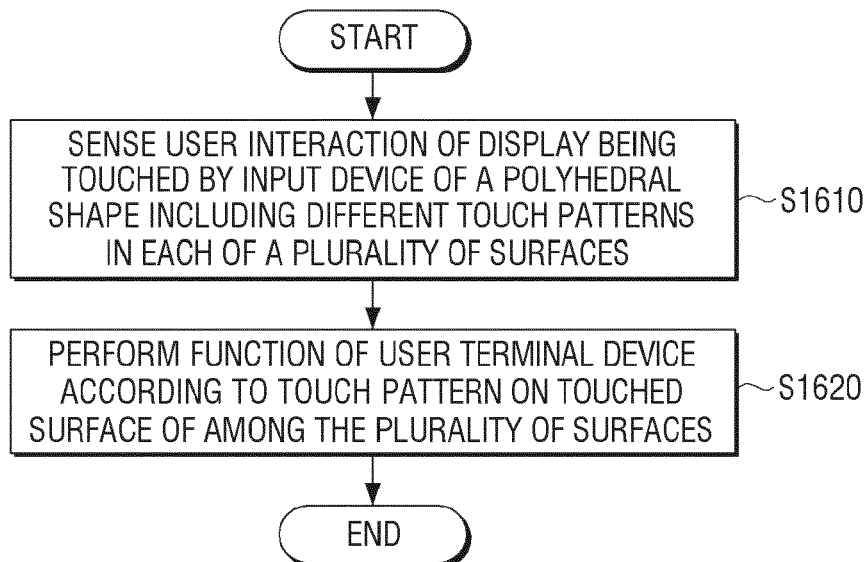 START
SENSE USER INTERACTION OF DISPLAY BEING
TOUCHED BY INPUT DEVICE OF A POLYHEDRAL
SHAPE INCLUDING DIFFERENT TOUCH PATTERNS
IN EACH OF A PLURALITY OF SURFACES
S1610
PERFORM FUNCTION OF USER TERMINAL DEVICE
ACCORDING TO TOUCH PATTERN ON TOUCHED
SURFACE OF AMONG THE PLURALITY OF SURFACES
S1620
END